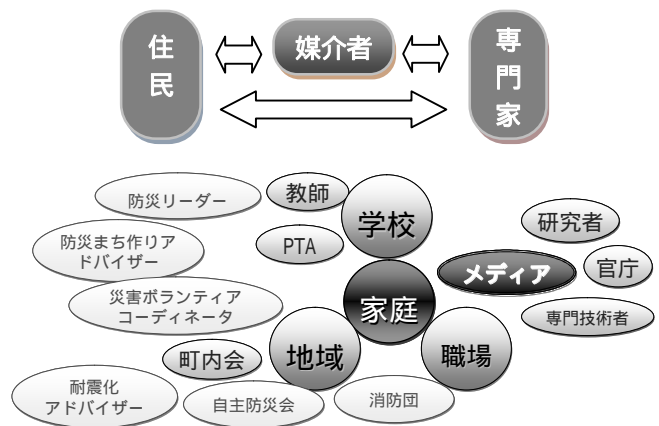 住民
媒介者
専門家
防災リーダー
教師
学校
研究者
防災まち作りア
ドバイザー
PTA
メディア
官庁
災害ボランティア
コーディネータ
家庭
専門技術者
町内会
地域
職場
耐震化
アドバイザー
自主防災会
消防団